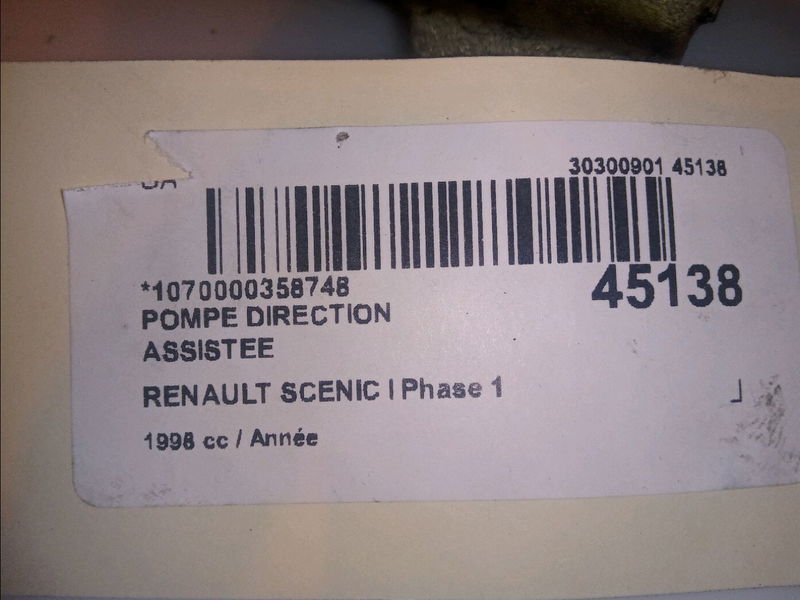 30300901 45138
*1070000358748
45138
POMPE DIRECTION
ASSISTEE
RENAULT SCENIC I Phase 1
1998 cc / Année